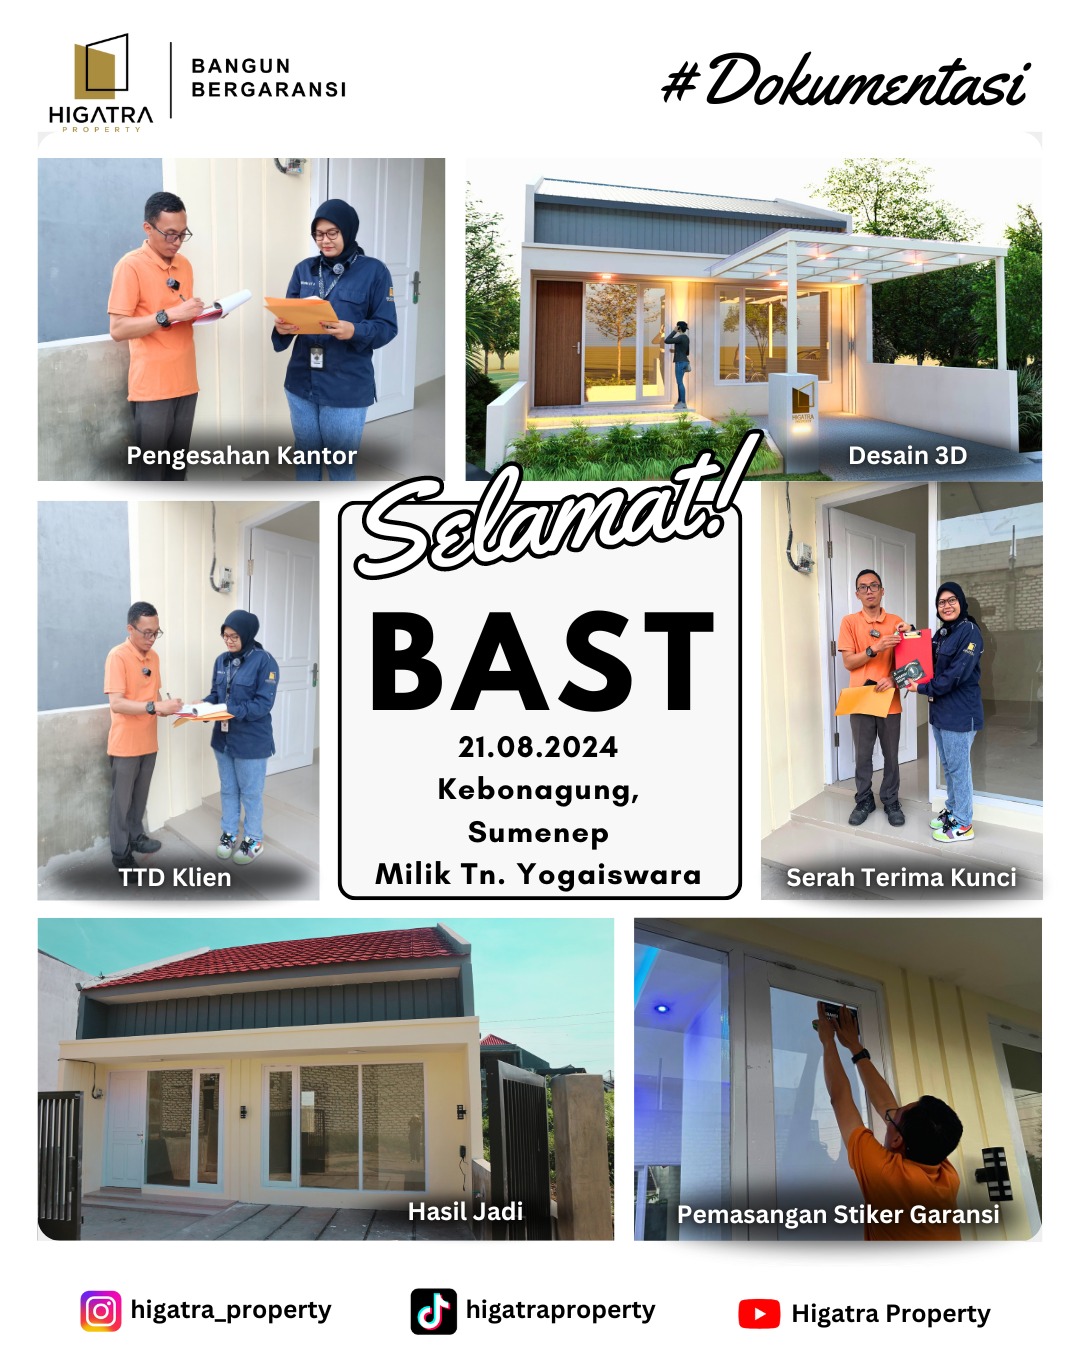 HIGATRA
PROPERTY
BANGUN
BERGARANSI
#Dokumentasi
Pengesahan Kantor
HIGATRA
Desain 3D
Selamat!
BAST
21.08.2024
Kebonagung,
Sumenep
Milik Tn. Yogaiswara
TTD Klien
Serah Terima Kunci
Hasil Jadi
Pemasangan Stiker Garansi
higatra_property
higatraproperty
Higatra Property